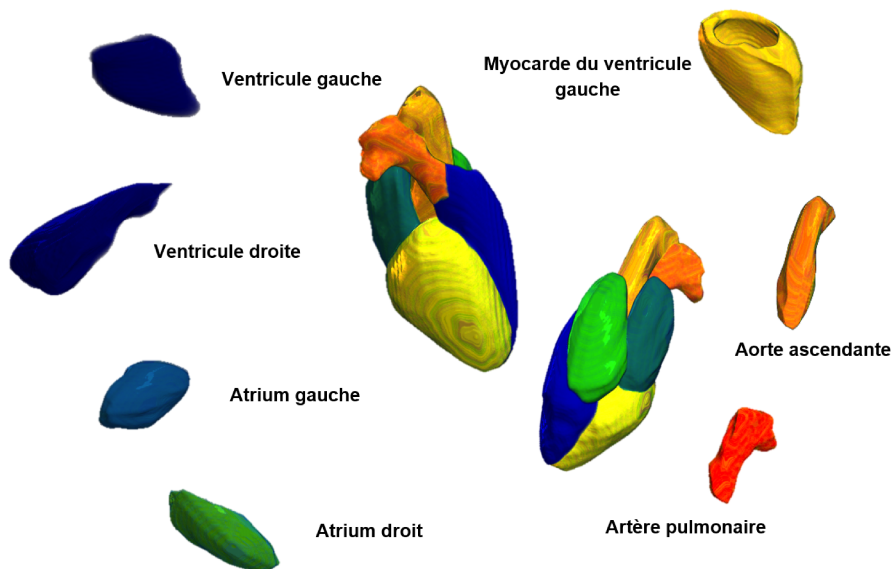 Ventricule gauche
Myocarde du ventricule
gauche
Ventricule droite
Aorte ascendante
Atrium gauche
Artère pulmonaire
Atrium droit